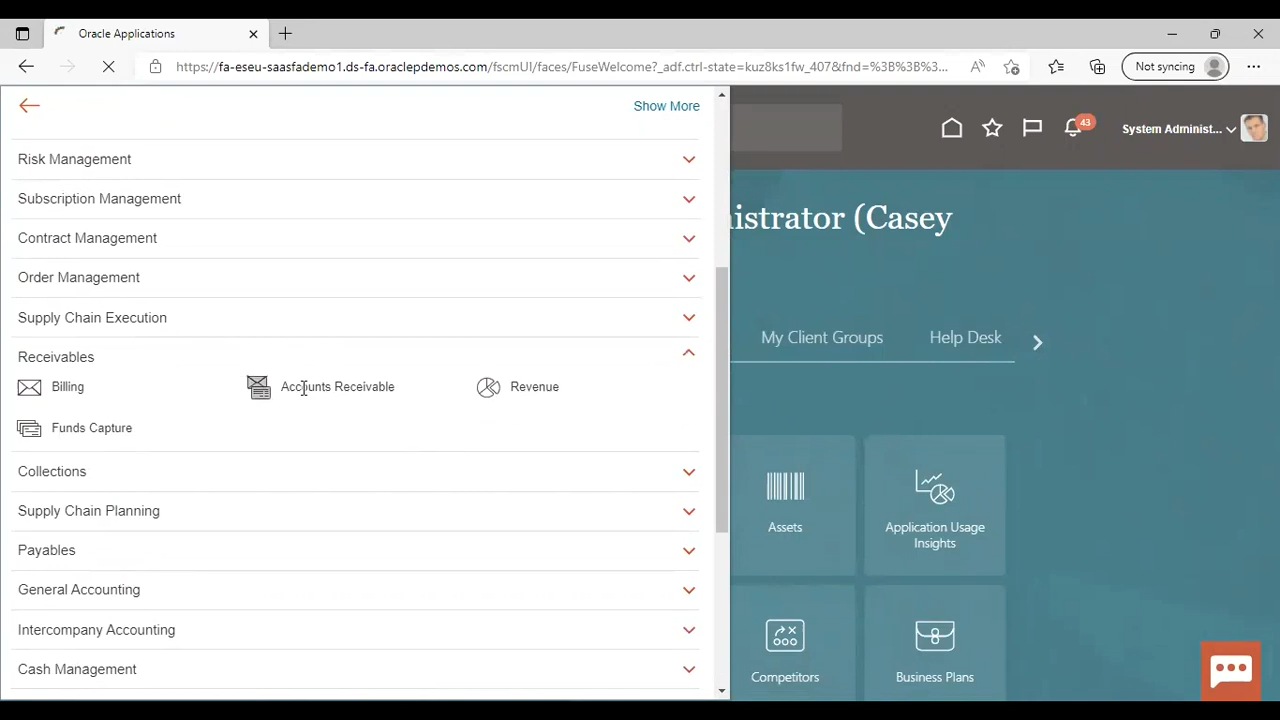 Oracle Applications
https://fa-eseu-saasfademo1.ds-fa.oraclepdemos.com/fscmUI/faces/FuseWelcome?_adf.ctrl-state=kuz8ks1fw_407&fnd=%3B%3B%3...
Not syncing
Show More
Risk Management
Subscription Management
Contract Management
Order Management
Supply Chain Execution
Receivables
Billing
Accounts Receivable
Revenue
Funds Capture
Collections
Supply Chain Planning
Payables
General Accounting
Intercompany Accounting
Cash Management
43
System Administ...
nistrator (Casey
My Client Groups
Help Desk
Assets
Application Usage
Insights
Competitors
Business Plans